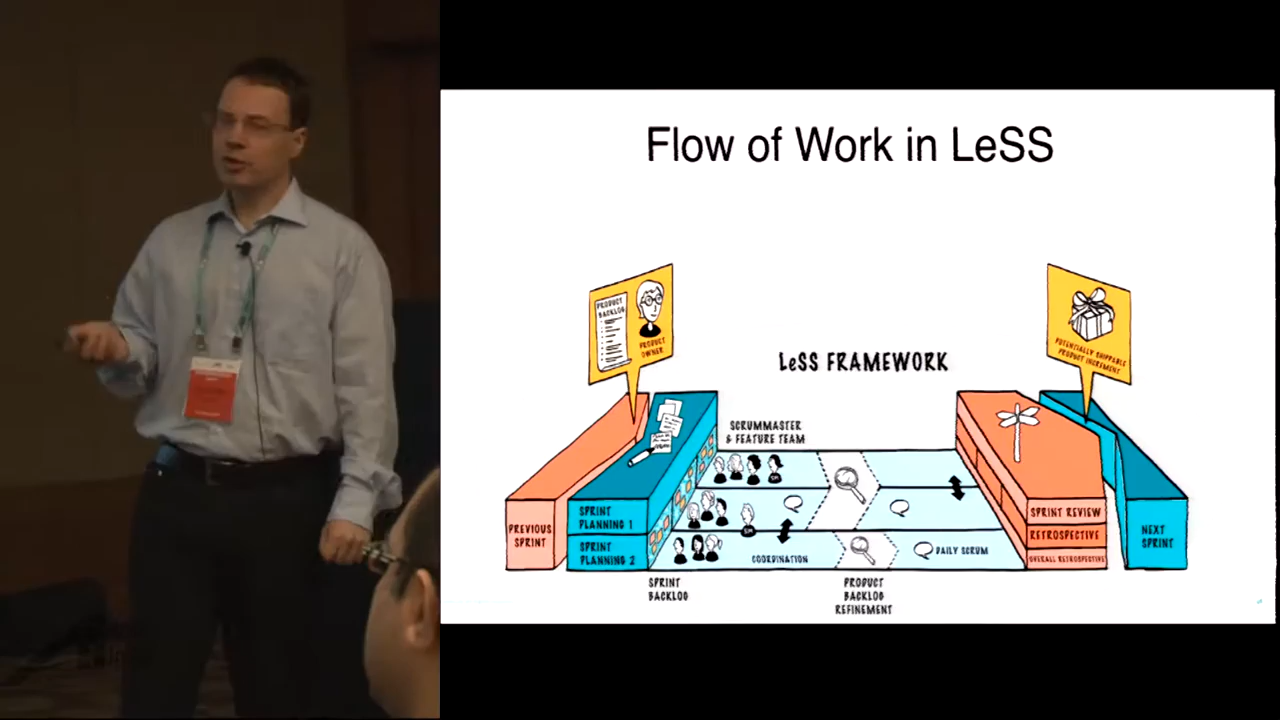 Flow of Work in LeSS
PRODUCT
BACKLOG
PRODUCT
OWNER
POTENTIALLY SHIPPABLE
PRODUCT INCREMENT
LeSS FRAMEWORK
SCRUMMASTER
& FEATURE TEAM
PREVIOUS
SPRINT
SPRINT
PLANNING 1
SPRINT
PLANNING 2
SM
SM
COORDINATION
DAILY SCRUM
SPRINT REVIEW
RETROSPECTIVE
OVERALL RETROSPECTIVE
NEXT
SPRINT
SPRINT
BACKLOG
PRODUCT
BACKLOG
REFINEMENT